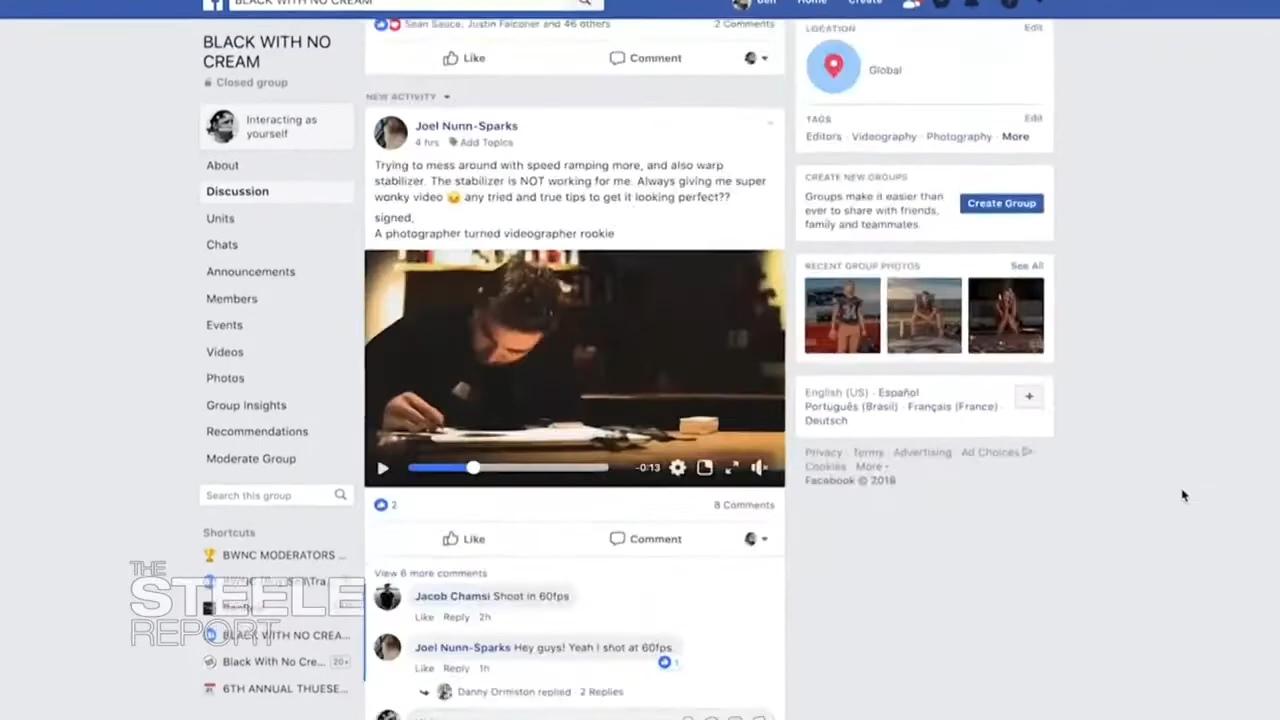 BLACK WITH NO CREAM
Ben
Home
Create
BLACK WITH NO
CREAM
Closed group
Interacting as
yourself
About
Discussion
Units
Chats
Announcements
Members
Events
Videos
Photos
Group Insights
Recommendations
Moderate Group
Search this group
Shortcuts
BWNC MODERATORS ...
BLACK WITH NO CREA...
Black With No Cre... 20+
6TH ANNUAL THUESE...
THE
STEELE
REPORT
Sean Sauce, Justin Falconer and 46 others
2 Comments
Like
Comment
NEW ACTIVITY
Joel Nunn-Sparks
4 hrs
Add Topics
Trying to mess around with speed ramping more, and also warp
stabilizer. The stabilizer is NOT working for me. Always giving me super
wonky video 😖 any tried and true tips to get it looking perfect??
signed,
A photographer turned videographer rookie
-0:13
2
8 Comments
Like
Comment
View 6 more comments
Jacob Chamsi Shoot in 60fps
Like Reply 2h
Joel Nunn-Sparks Hey guys! Yeah I shot at 60fps.
1
Like Reply 1h
Danny Ormiston replied · 2 Replies
LOCATION
Edit
Global
TAGS
Edit
Editors · Videography · Photography · More
CREATE NEW GROUPS
Groups make it easier than
ever to share with friends,
family and teammates.
Create Group
RECENT GROUP PHOTOS
See All
English (US) · Español
Português (Brasil) · Français (France) ·
Deutsch
+
Privacy · Terms · Advertising · Ad Choices
Cookies · More
Facebook © 2018